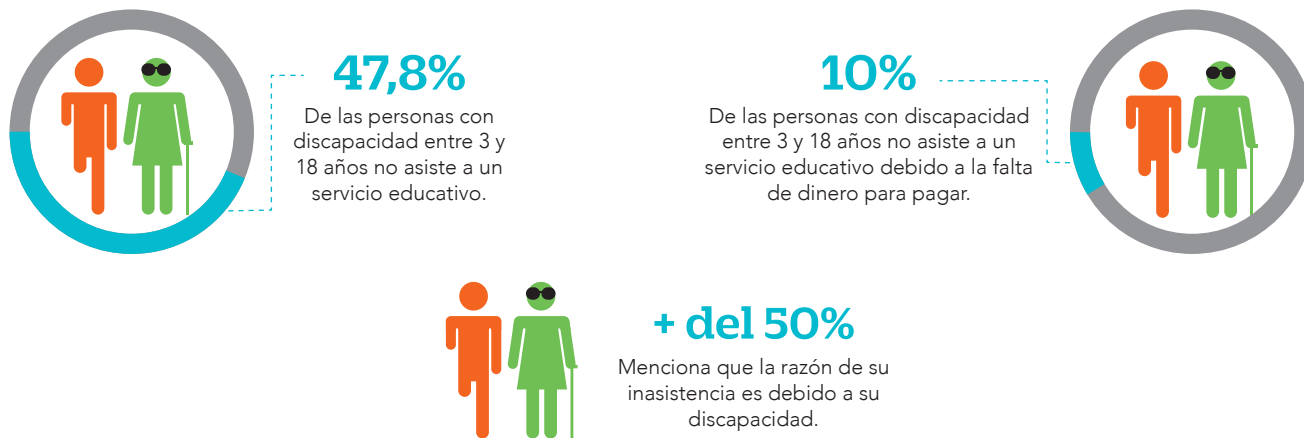 47,8%
De las personas con
discapacidad entre 3 y
18 años no asiste a un
servicio educativo.
10%
De las personas con discapacidad
entre 3 y 18 años no asiste a un
servicio educativo debido a la falta
de dinero para pagar.
+ del 50%
Menciona que la razón de su
inasistencia es debido a su
discapacidad.